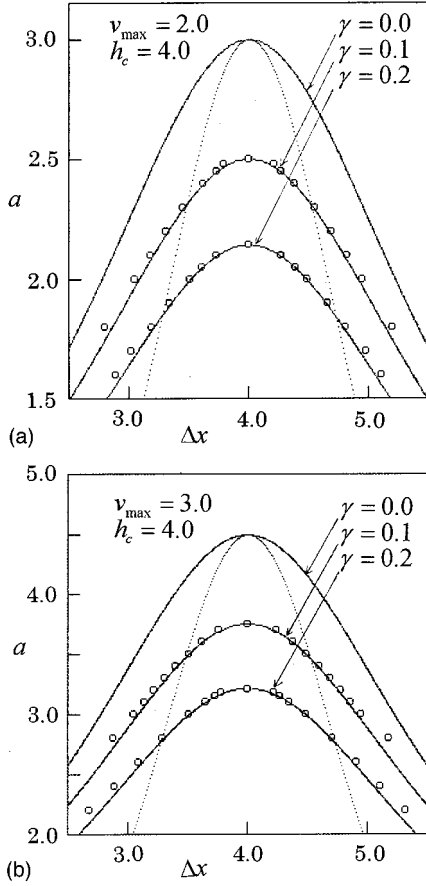 v_max = 2.0
h_c = 4.0
γ = 0.0
γ = 0.1
γ = 0.2
3.0
2.5
a
2.0
1.5
3.0 4.0 5.0
(a) Δx
5.0
v_max = 3.0
h_c = 4.0
γ = 0.0
γ = 0.1
γ = 0.2
4.0
a
3.0
2.0
3.0 4.0 5.0
(b) Δx